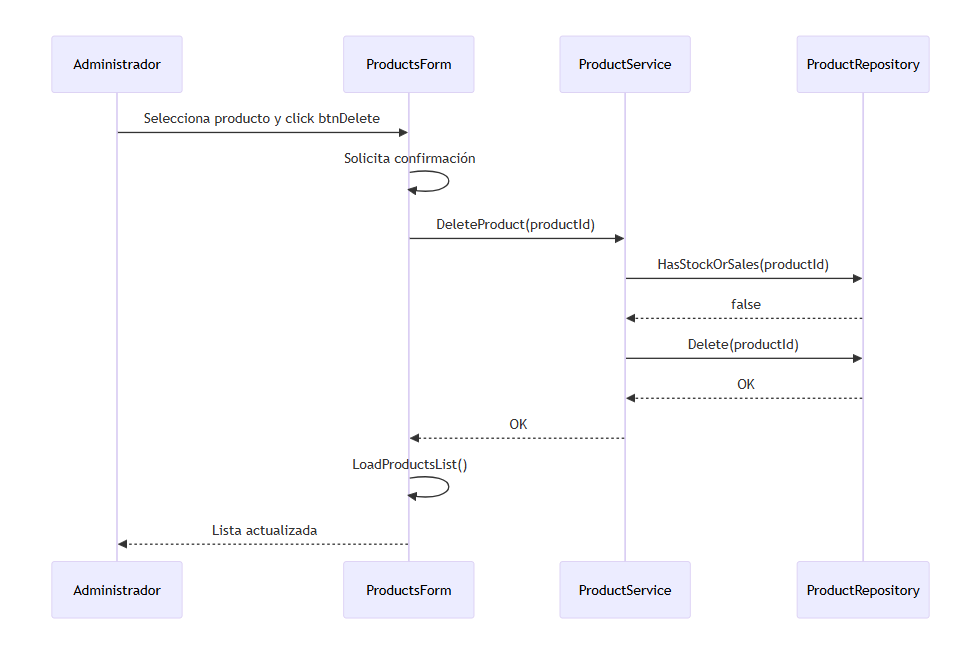 Administrador
ProductsForm
ProductService
ProductRepository
Selecciona producto y click btnDelete
Solicita confirmación
DeleteProduct(productId)
HasStockOrSales(productId)
false
Delete(productId)
OK
OK
LoadProductsList()
Lista actualizada
Administrador
ProductsForm
ProductService
ProductRepository